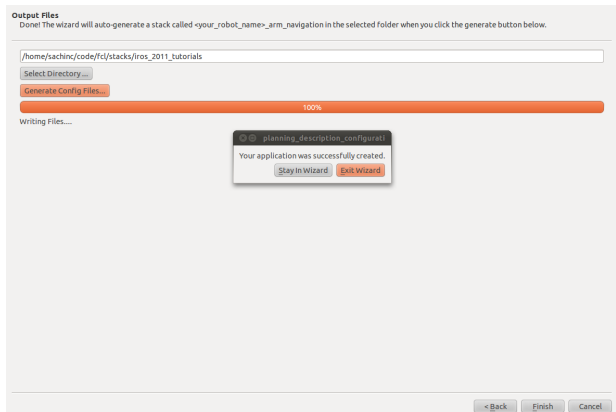 Output Files
Done! The wizard will auto-generate a stack called <your_robot_name>_arm_navigation in the selected folder when you click the generate button below.
/home/sachinc/code/fcl/stacks/iros_2011_tutorials
Select Directory ...
Generate Config Files...
100%
Writing Files....
planning_description_configurati
Your application was successfully created.
Stay In Wizard Exit Wizard
< Back Finish Cancel